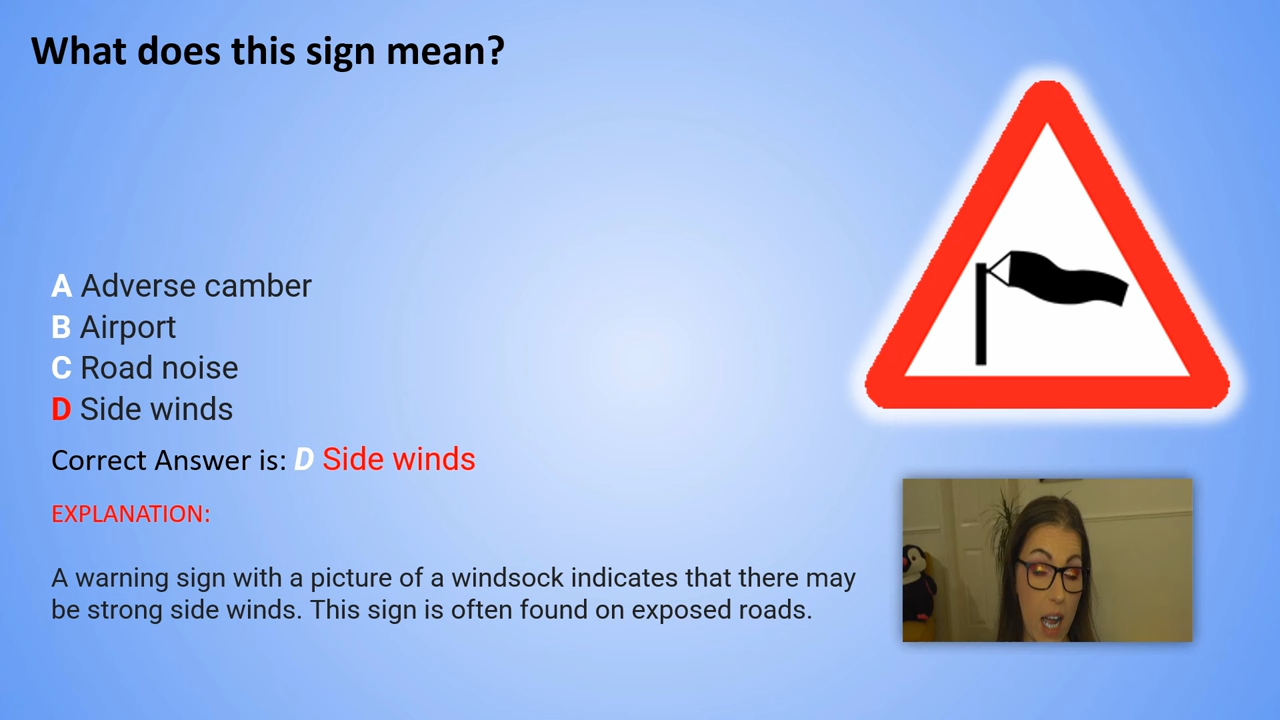 What does this sign mean?
A Adverse camber
B Airport
C Road noise
D Side winds
Correct Answer is: D Side winds
EXPLANATION:
A warning sign with a picture of a windsock indicates that there may
be strong side winds. This sign is often found on exposed roads.